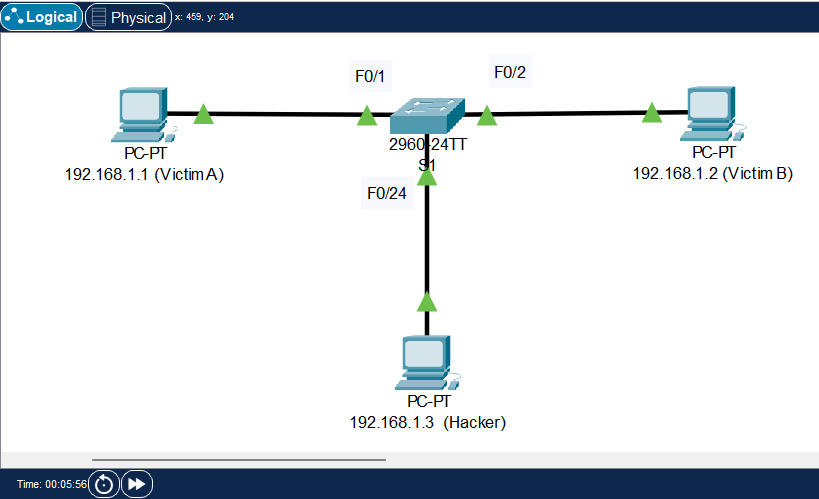 Logical Physical x: 459, y: 204
F0/1
F0/2
2960-24TT
S1
PC-PT
192.168.1.1 (Victim A)
PC-PT
192.168.1.2 (Victim B)
F0/24
PC-PT
192.168.1.3 (Hacker)
Time: 00:05:56